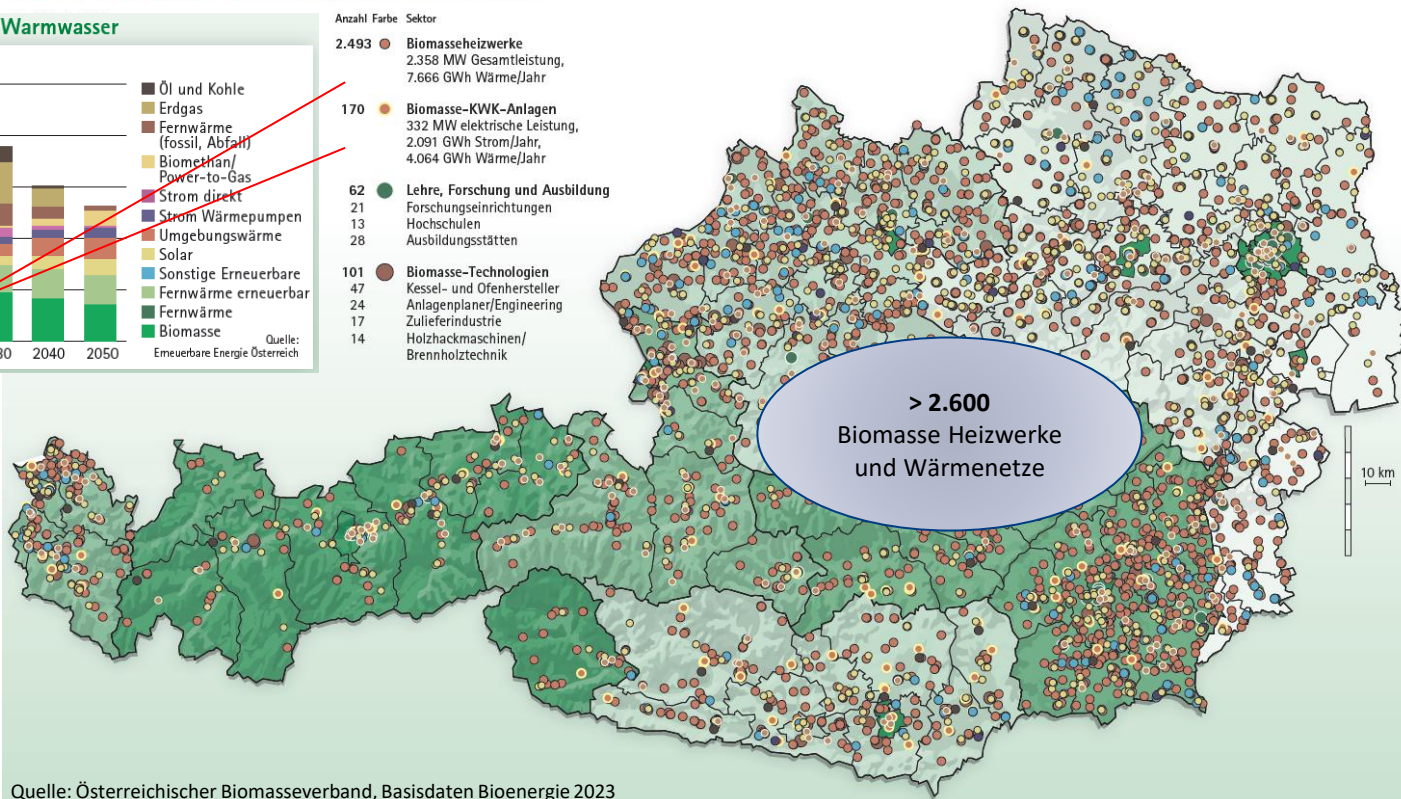 Warmwasser
Öl und Kohle
Erdgas
Fernwärme
(fossil, Abfall)
Biomethan/
Power-to-Gas
Strom direkt
Strom Wärmepumpen
Umgebungswärme
Solar
Sonstige Erneuerbare
Fernwärme erneuerbar
Fernwärme
Biomasse
30 2040 2050
Quelle:
Erneuerbare Energie Österreich
Anzahl Farbe Sektor
2.493 Biomasseheizwerke
2.358 MW Gesamtleistung,
7.666 GWh Wärme/Jahr
170 Biomasse-KWK-Anlagen
332 MW elektrische Leistung,
2.091 GWh Strom/Jahr,
4.064 GWh Wärme/Jahr
62 Lehre, Forschung und Ausbildung
21 Forschungseinrichtungen
13 Hochschulen
28 Ausbildungsstätten
101 Biomasse-Technologien
47 Kessel- und Ofenhersteller
24 Anlagenplaner/Engineering
17 Zulieferindustrie
14 Holzhackmaschinen/
Brennholztechnik
> 2.600
Biomasse Heizwerke
und Wärmenetze
10 km
Quelle: Österreichischer Biomasseverband, Basisdaten Bioenergie 2023